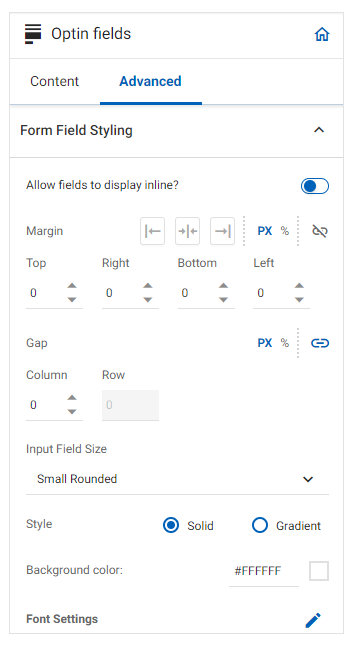 Optin fields
Content Advanced
Form Field Styling
Allow fields to display inline?
Margin PX %
Top Right Bottom Left
0 0 0 0
Gap PX %
Column Row
0 0
Input Field Size
Small Rounded
Style Solid Gradient
Background color: #FFFFFF
Font Settings